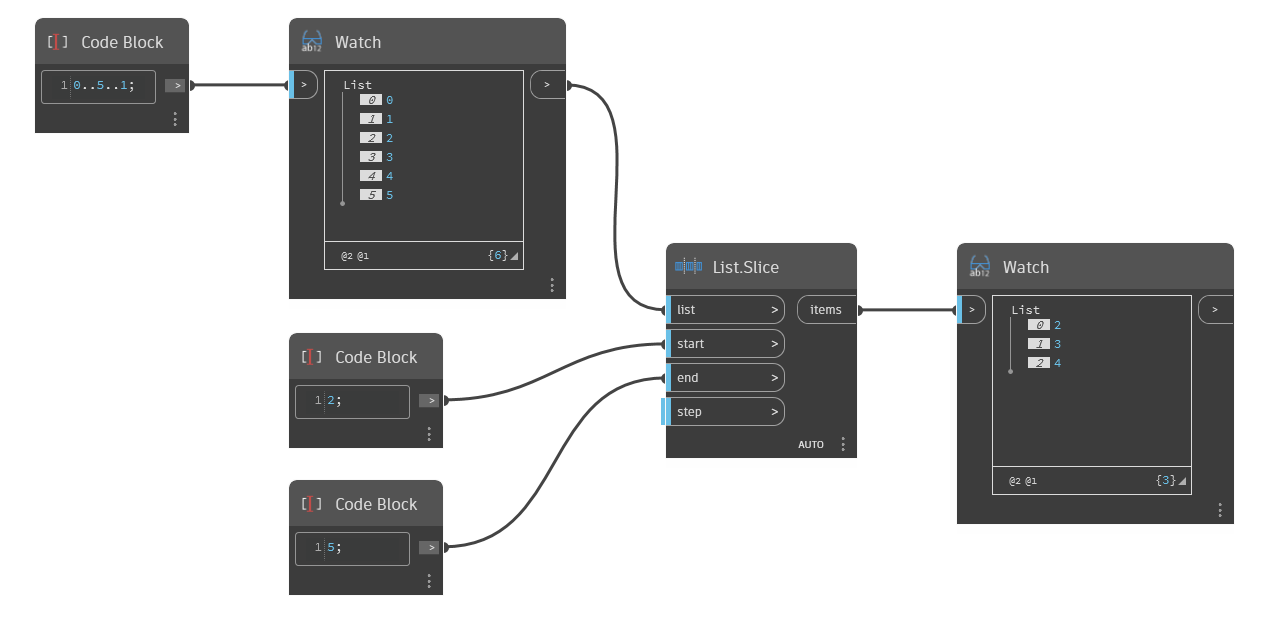 Code Block
1 0..5..1;
>
Watch
ab12
>
List
0 0
1 1
2 2
3 3
4 4
5 5
@2 @1 {6}
>
Code Block
1 2;
>
Code Block
1 5;
>
List.Slice
list >
start >
end >
step >
items
AUTO
Watch
ab12
>
List
0 2
1 3
2 4
@2 @1 {3}
>